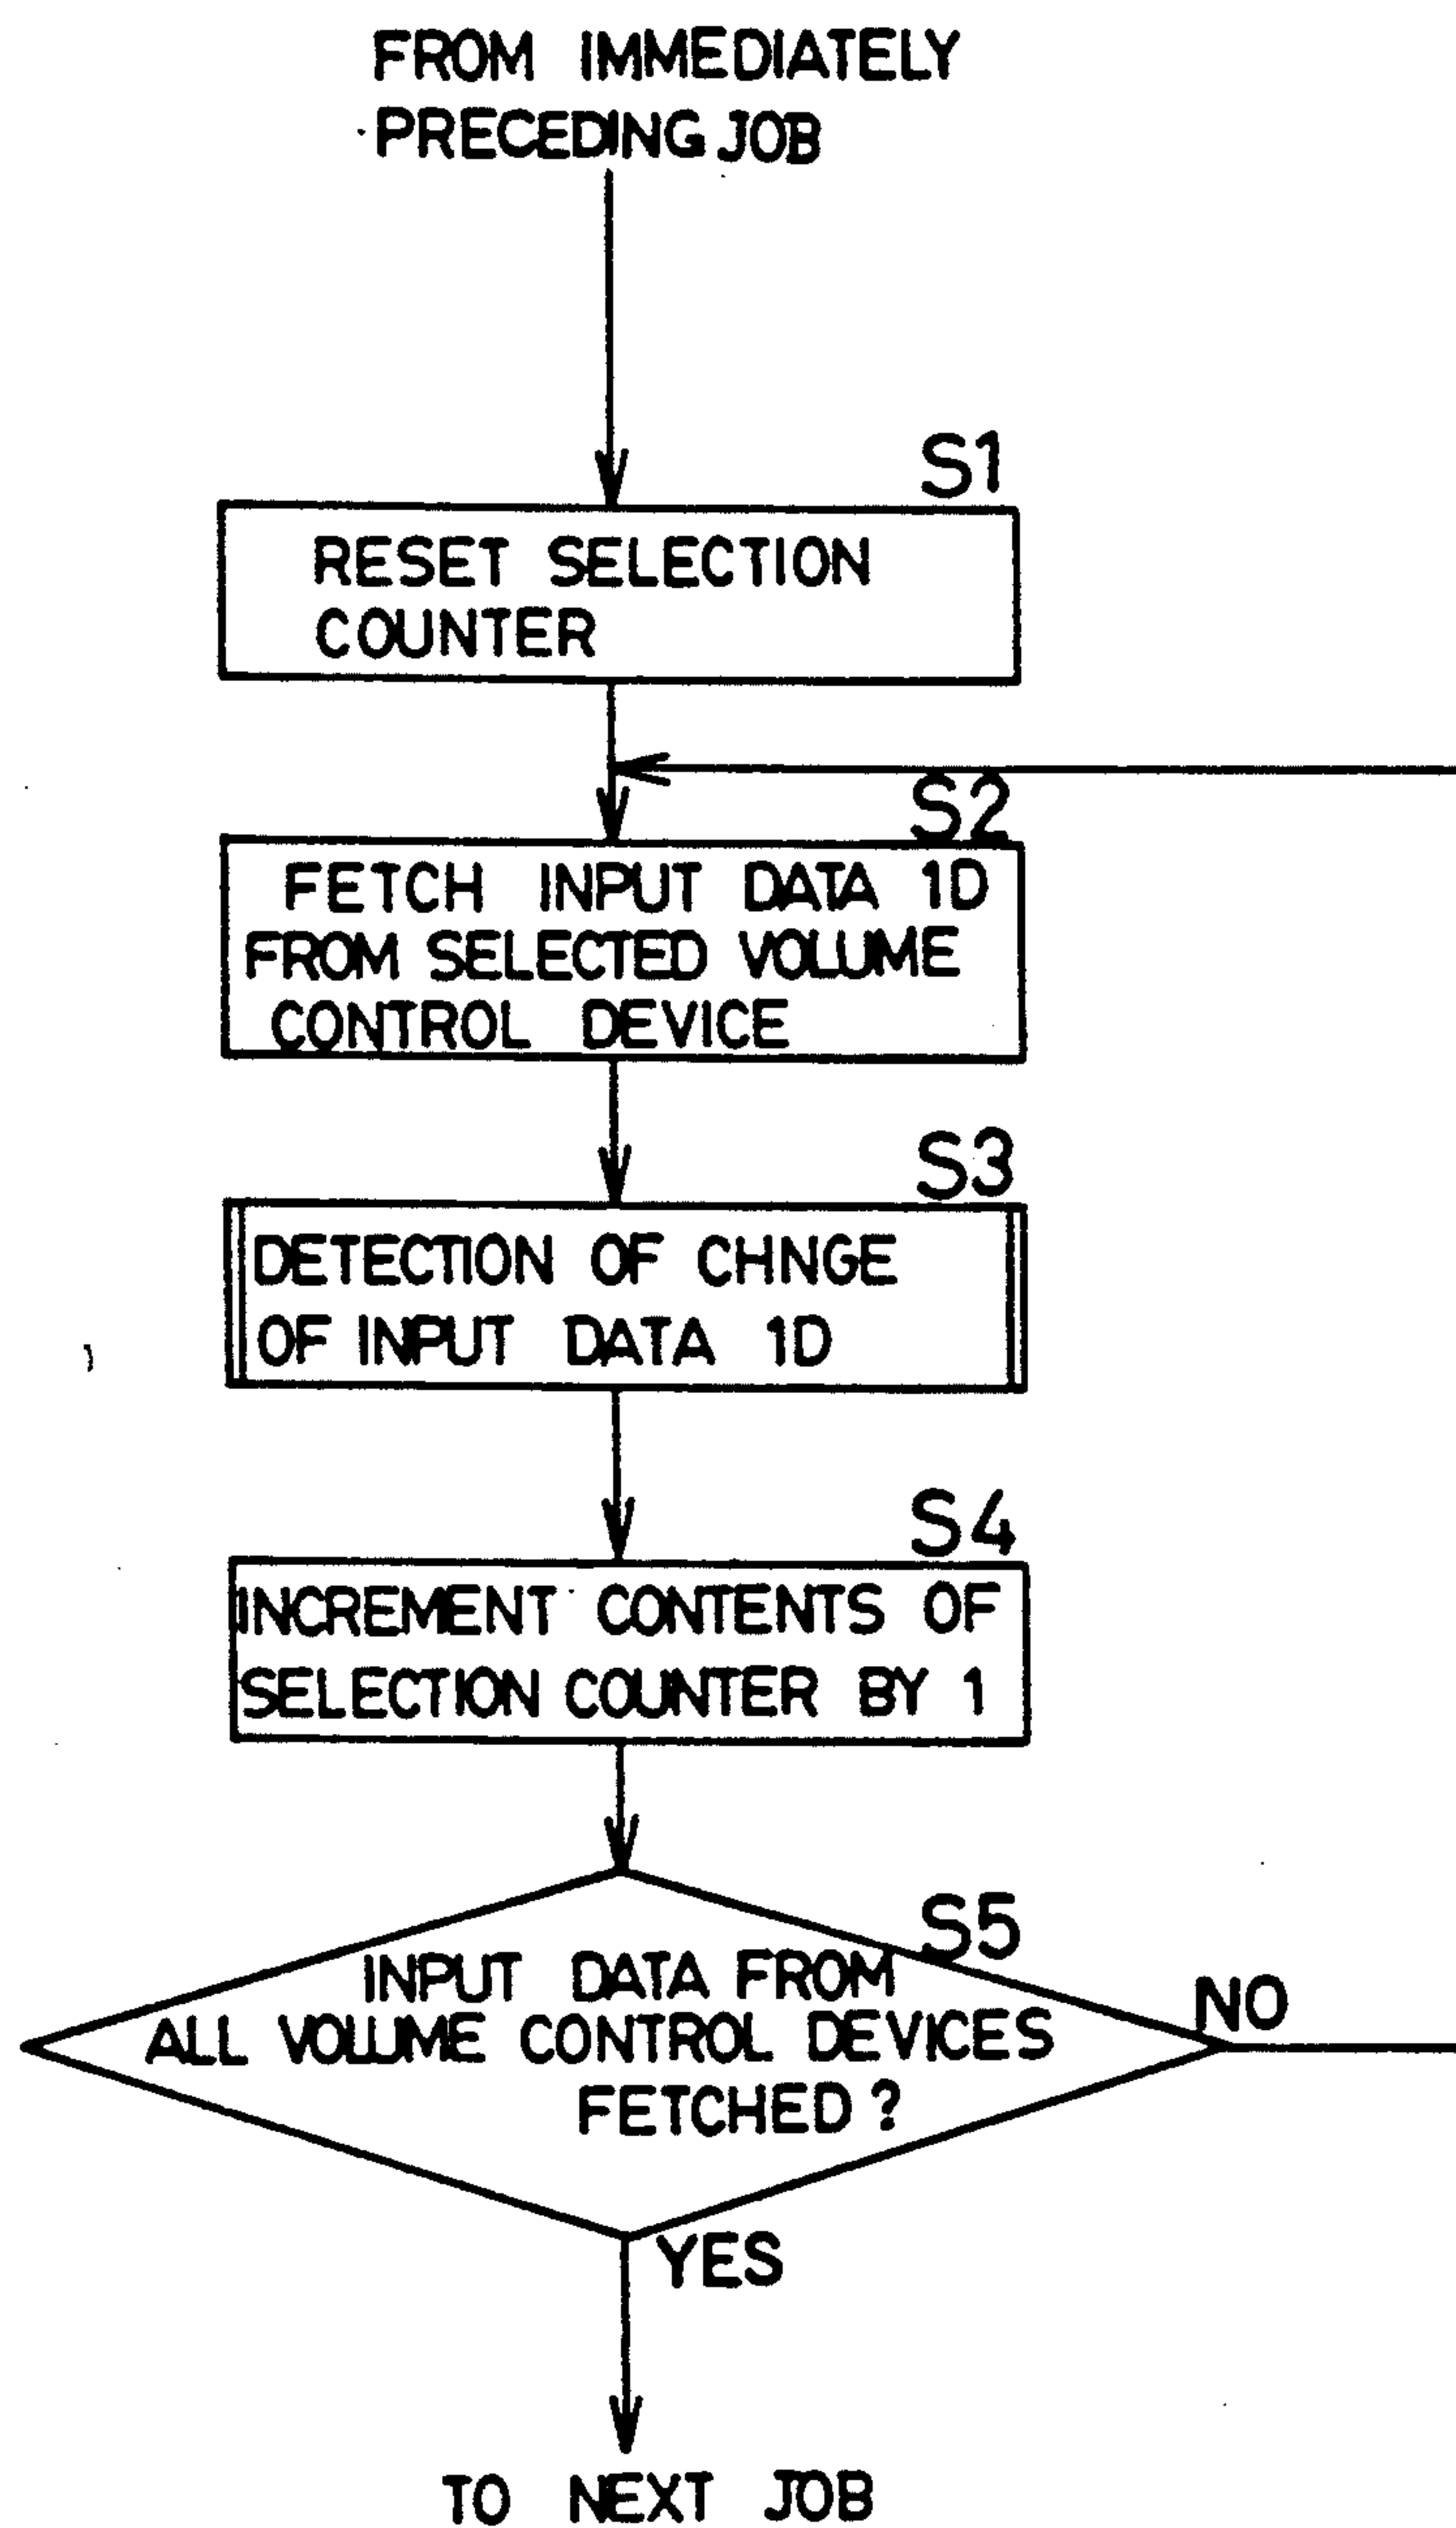 FROM IMMEDIATELY
PRECEDING JOB
S1
RESET SELECTION
COUNTER
S2
FETCH INPUT DATA 1D
FROM SELECTED VOLUME
CONTROL DEVICE
S3
DETECTION OF CHNGE
OF INPUT DATA 1D
S4
INCREMENT CONTENTS OF
SELECTION COUNTER BY 1
S5
INPUT DATA FROM
ALL VOLUME CONTROL DEVICES
FETCHED?
NO
YES
TO NEXT JOB